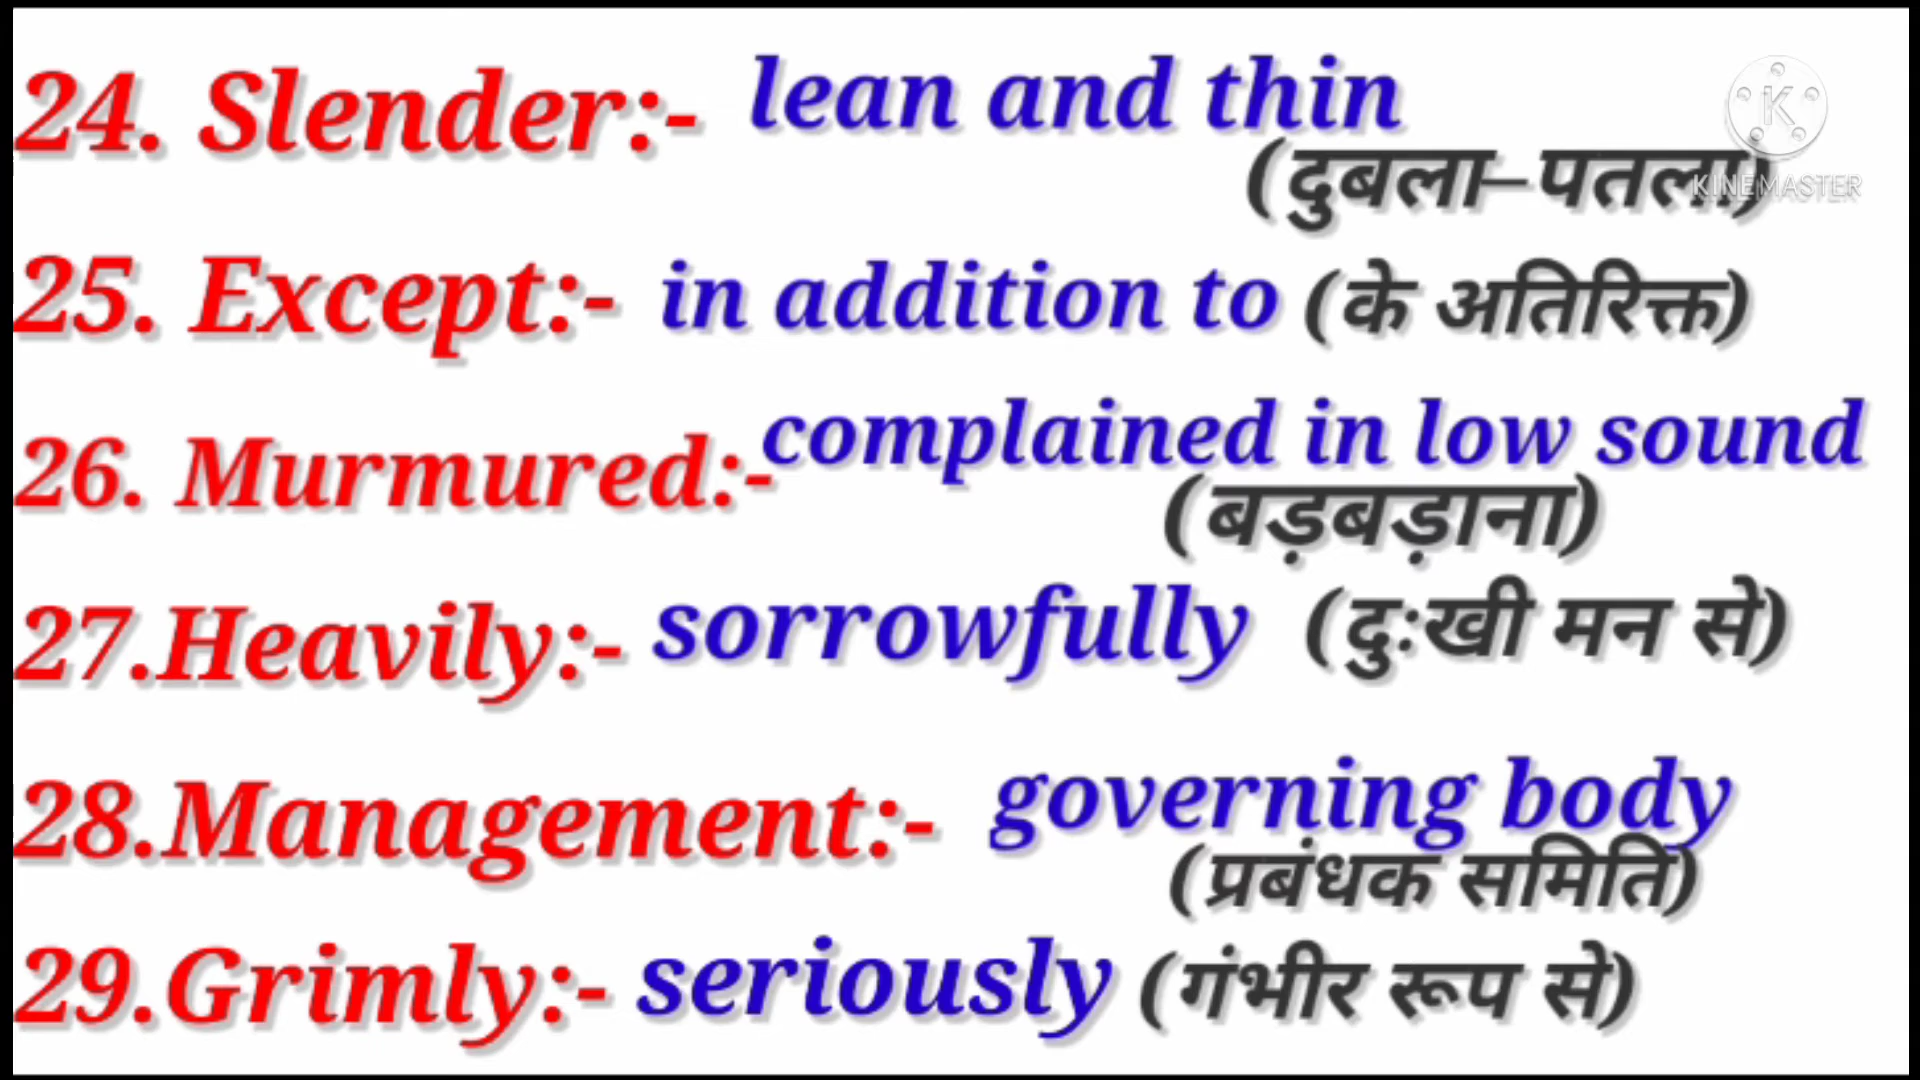 24. Slender:- lean and thin
(दुबला–पतला)
K
KINEMASTER
25. Except:- in addition to (के अतिरिक्त)
26. Murmured:- complained in low sound
(बड़बड़ाना)
27.Heavily:- sorrowfully (दुःखी मन से)
28.Management:- governing body
(प्रबंधक समिति)
29.Grimly:- seriously (गंभीर रूप से)